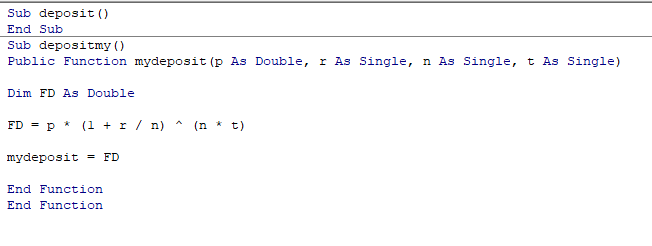 Sub deposit()
End Sub
Sub depositmy()
Public Function mydeposit(p As Double, r As Single, n As Single, t As Single)
Dim FD As Double
FD = p * (1 + r / n) ^ (n * t)
mydeposit = FD
End Function
End Function